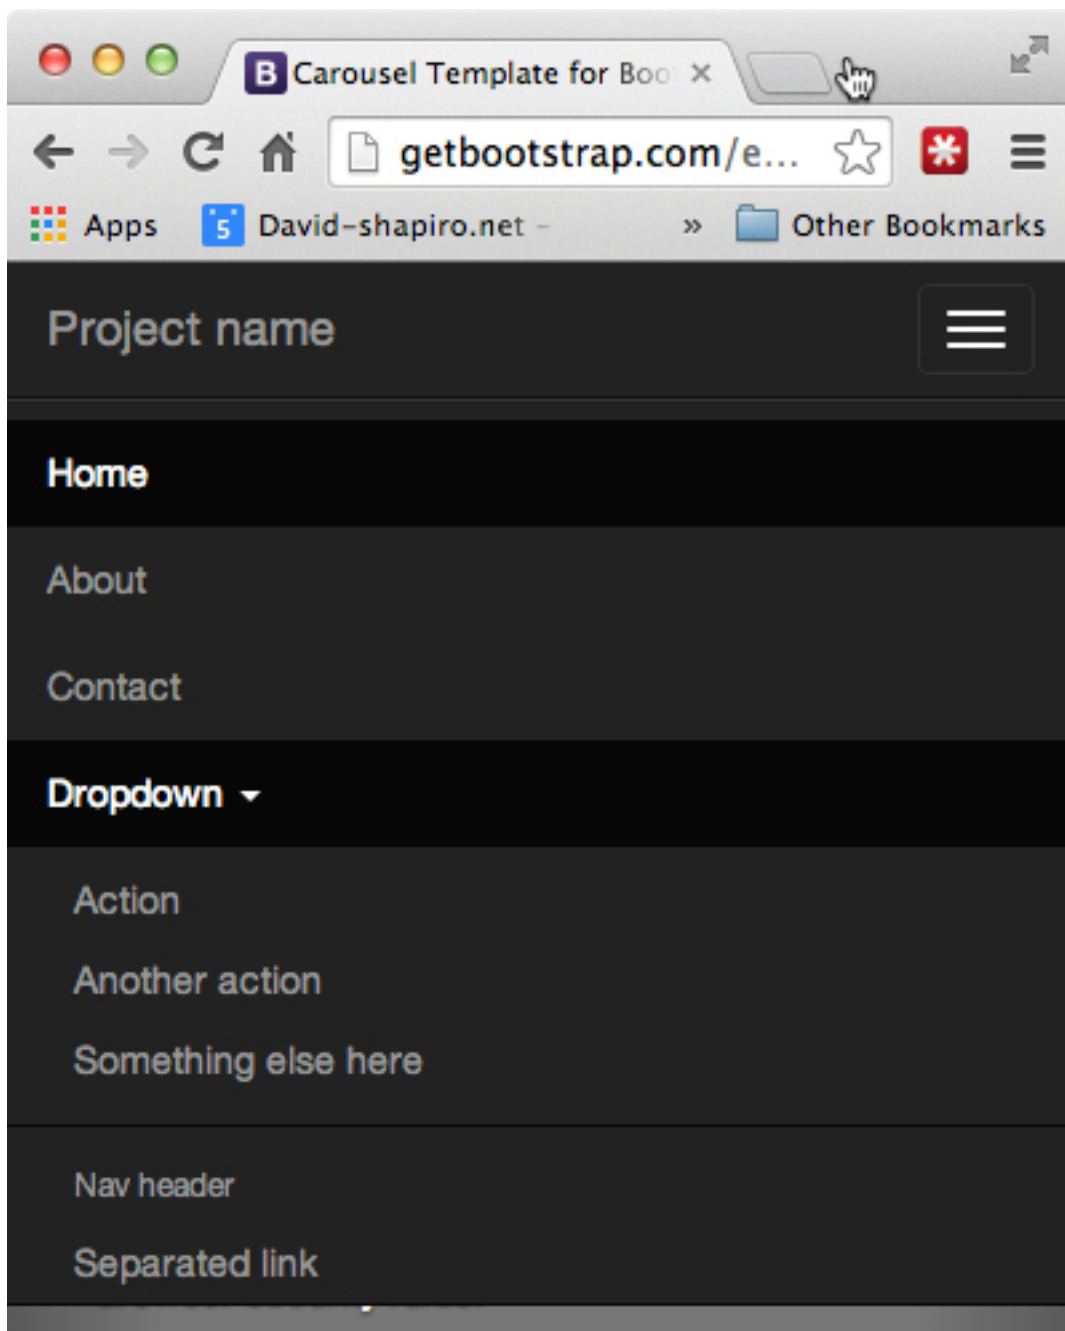 B Carousel Template for Boo
getbootstrap.com/e...
Apps 5 David-shapiro.net - » Other Bookmarks
Project name
Home
About
Contact
Dropdown
Action
Another action
Something else here
Nav header
Separated link